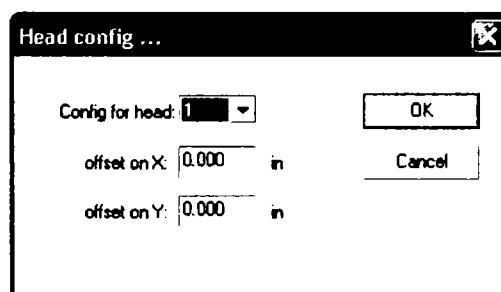 Head config ...
Config for head: 1
OK
offset on X: 0.000 in
Cancel
offset on Y: 0.000 in